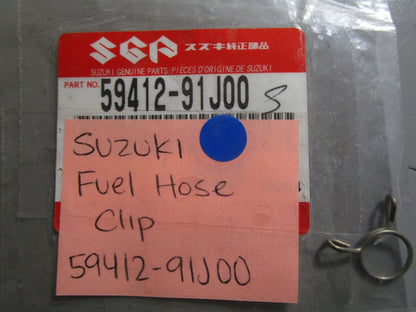 SGP スズキ純正部品
SUZUKI GENUINE PARTS/PIECES D'ORIGINE DE SUZUKI
PART NO. 59412-91J00 S
SUZUKI
Fuel Hose
Clip
59412-91J00